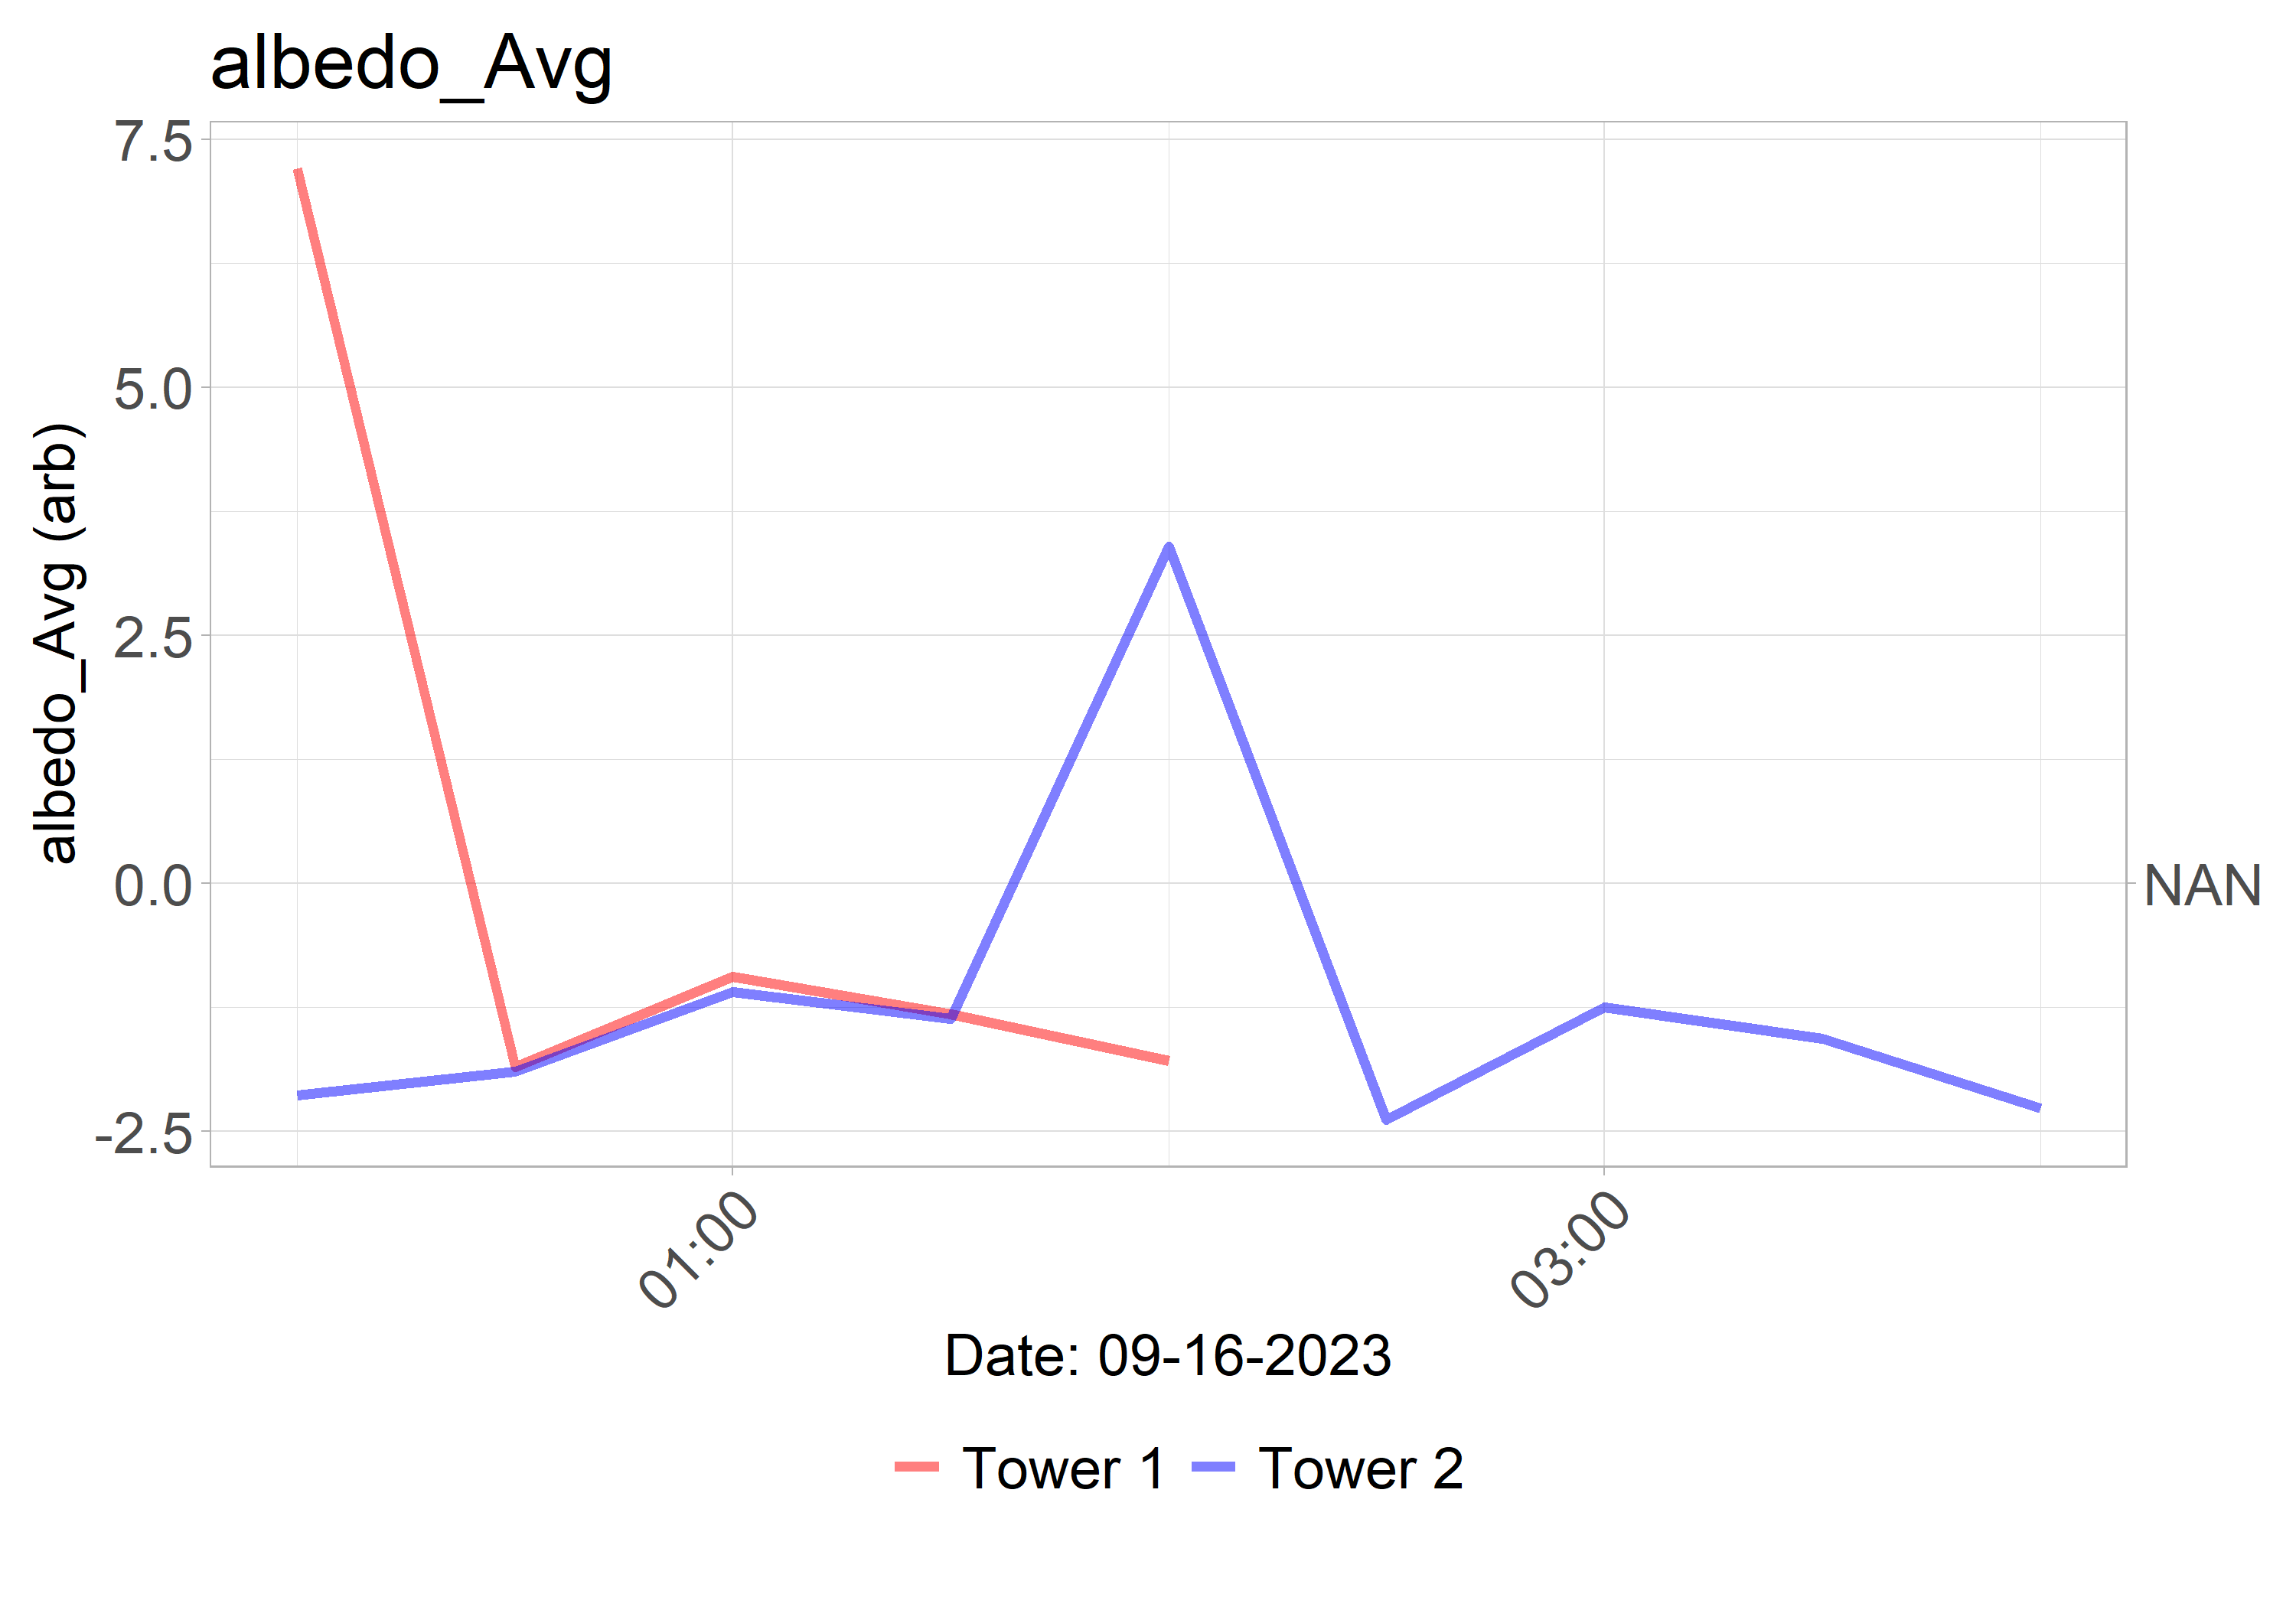 albedo_Avg
albedo_Avg (arb)
7.5
5.0
2.5
0.0
-2.5
NAN
01:00
03:00
Date: 09-16-2023
Tower 1
Tower 2